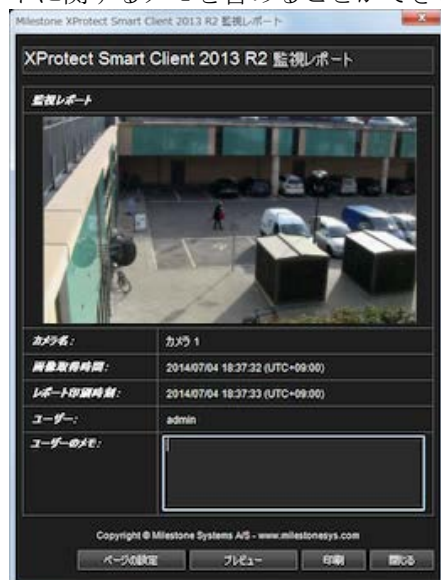 Milestone XProtect Smart Client 2013 R2 監視レポート
XProtect Smart Client 2013 R2 監視レポート
監視レポート
カメラ名: カメラ 1
画像取得時間: 2014/07/04 18:37:32 (UTC+09:00)
レポート印刷時刻: 2014/07/04 18:37:33 (UTC+09:00)
ユーザー: admin
ユーザーのメモ:
Copyright © Milestone Systems A/S - www.milestonesys.com
ページの設定 プレビュー 印刷 閉じる